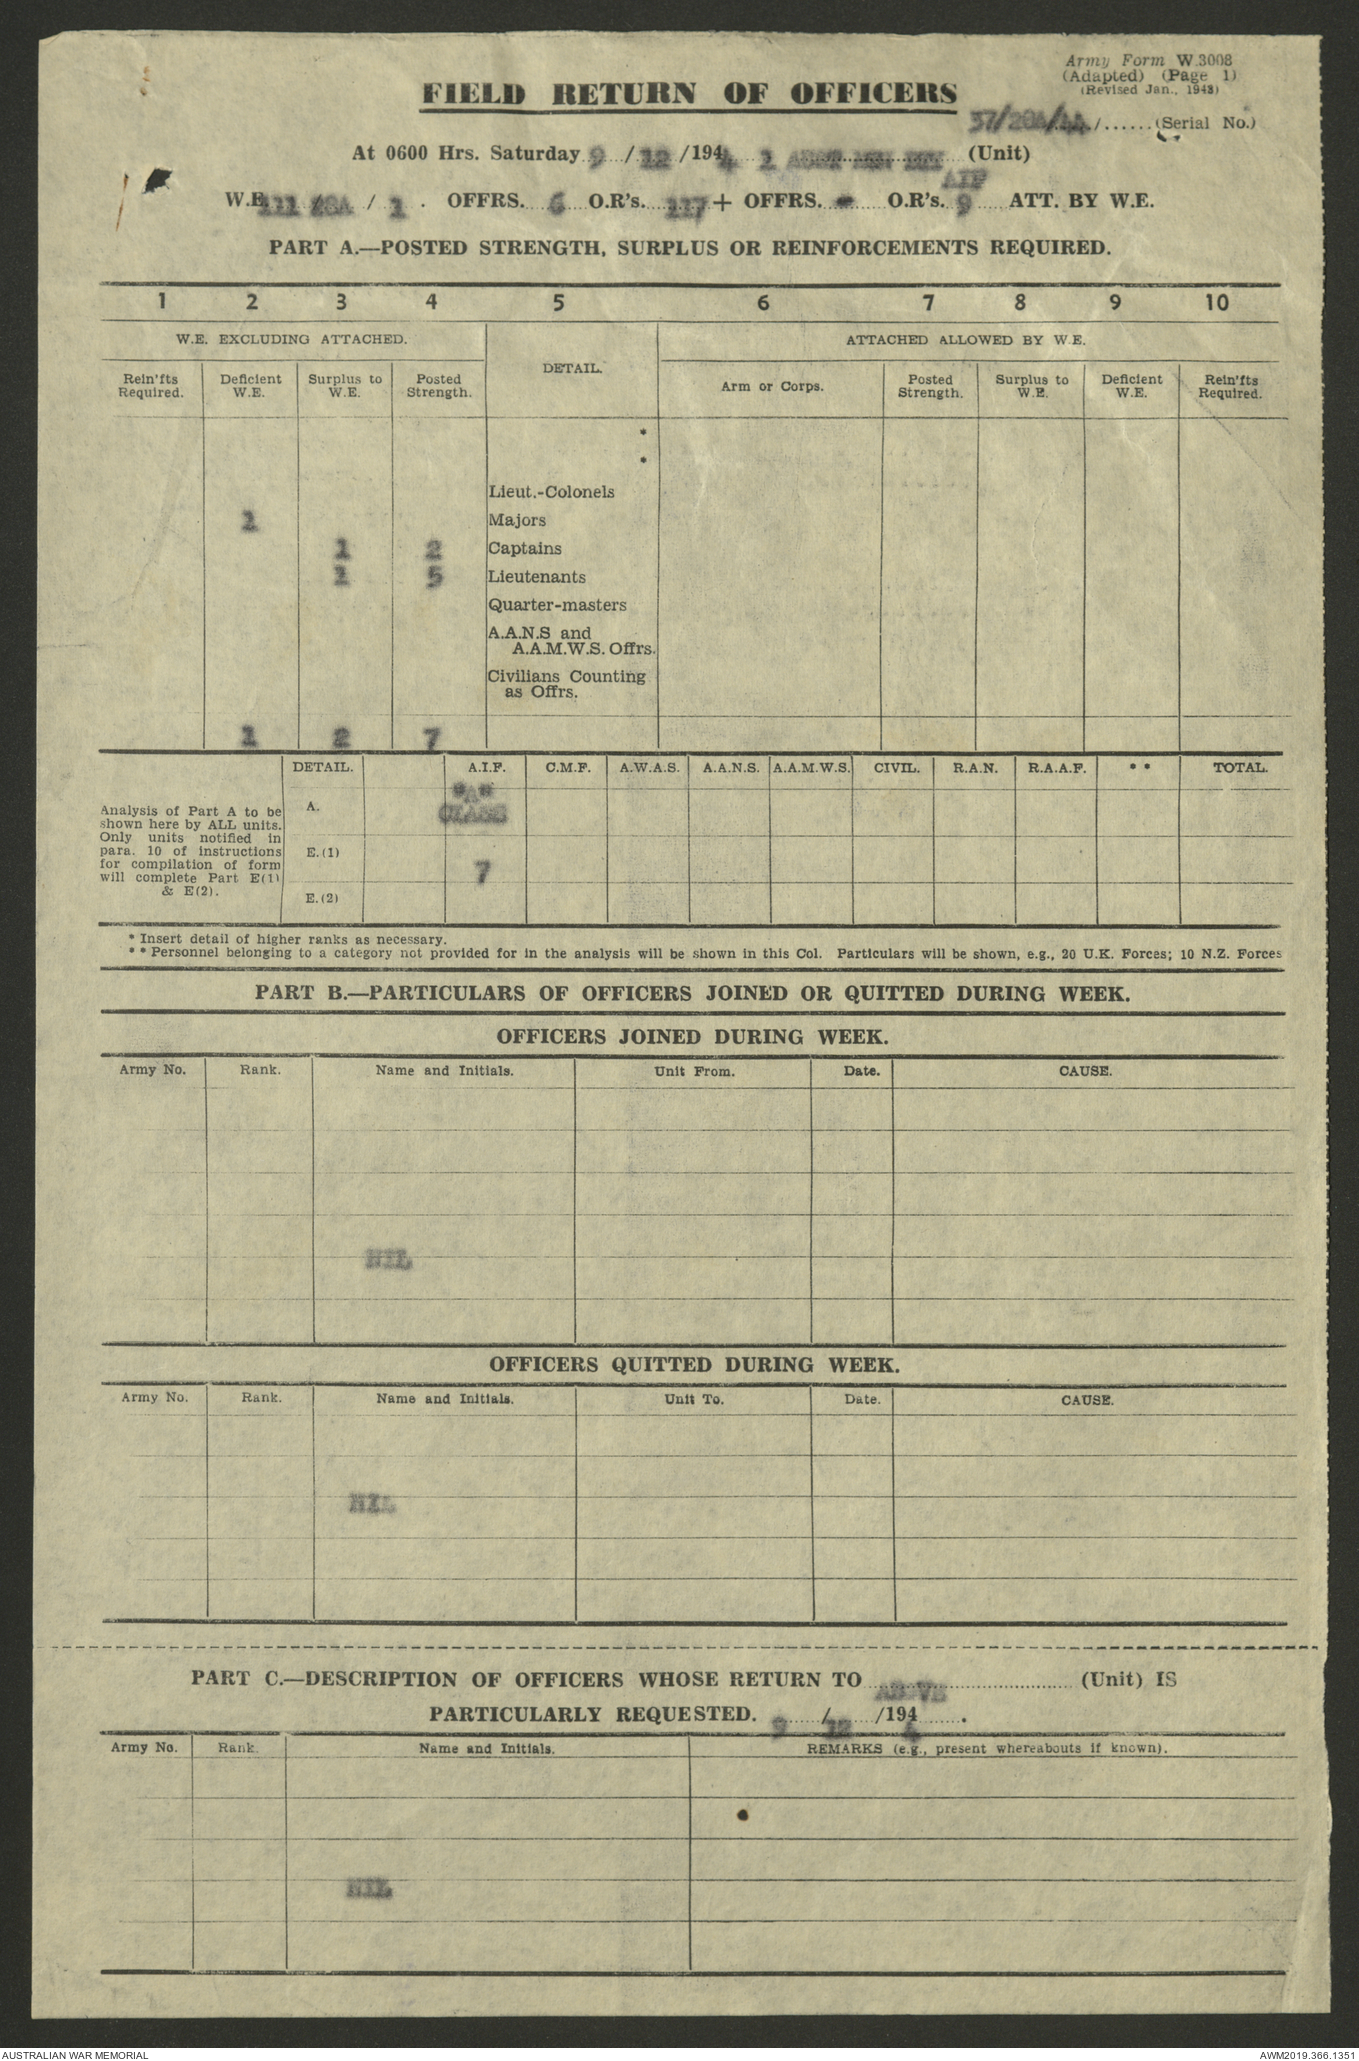 Army Form W.3008
(Adapted) (Page 1)
(Revised Jan., 1943)
FIELD RETURN OF OFFICERS
37/20A/44/......(Serial No.)
At 0600 Hrs. Saturday 9 /12 /1944 1 (Unit)
AIF
W.E. 111 / 1 . OFFRS. 6 O.R's. 117 + OFFRS. - O.R's. 9 ATT. BY W.E.
PART A.—POSTED STRENGTH, SURPLUS OR REINFORCEMENTS REQUIRED.
1 2 3 4 5 6 7 8 9 10
W.E. EXCLUDING ATTACHED. DETAIL. ATTACHED ALLOWED BY W.E.
Rein'fts Required. Deficient W.E. Surplus to W.E. Posted Strength. Arm or Corps. Posted Strength. Surplus to W.E. Deficient W.E. Rein'fts Required.
*
*
Lieut.-Colonels
1 Majors
1 2 Captains
1 5 Lieutenants
Quarter-masters
A.A.N.S and
A.A.M.W.S. Offrs.
Civilians Counting
as Offrs.
1 2 7
DETAIL. A.I.F. C.M.F. A.W.A.S. A.A.N.S. A.A.M.W.S. CIVIL. R.A.N. R.A.A.F. * * TOTAL.
Analysis of Part A to be
shown here by ALL units.
Only units notified in
para. 10 of instructions
for compilation of form
will complete Part E(1)
& E(2).
A. "A"
CLASS
E.(1)
7
E.(2)
* Insert detail of higher ranks as necessary.
* * Personnel belonging to a category not provided for in the analysis will be shown in this Col. Particulars will be shown, e.g., 20 U.K. Forces; 10 N.Z. Forces
PART B.—PARTICULARS OF OFFICERS JOINED OR QUITTED DURING WEEK.
OFFICERS JOINED DURING WEEK.
Army No. Rank. Name and Initials. Unit From. Date. CAUSE.
NIL
OFFICERS QUITTED DURING WEEK.
Army No. Rank. Name and Initials. Unit To. Date. CAUSE.
NIL
PART C.—DESCRIPTION OF OFFICERS WHOSE RETURN TO ABOVE (Unit) IS
PARTICULARLY REQUESTED. 9 /12 /1944 .
Army No. Rank. Name and Initials. REMARKS (e.g., present whereabouts if known).
NIL
AUSTRALIAN WAR MEMORIAL
AWM2019.366.1351